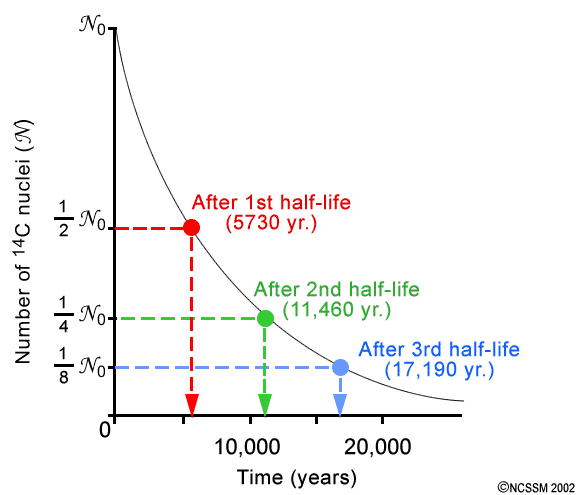 𝒩₀
Number of ¹⁴C nuclei (𝒩)
After 1st half-life
(5730 yr.)
1/2 𝒩₀
After 2nd half-life
(11,460 yr.)
1/4 𝒩₀
After 3rd half-life
(17,190 yr.)
1/8 𝒩₀
0
0 10,000 20,000
Time (years)
©NCSSM 2002